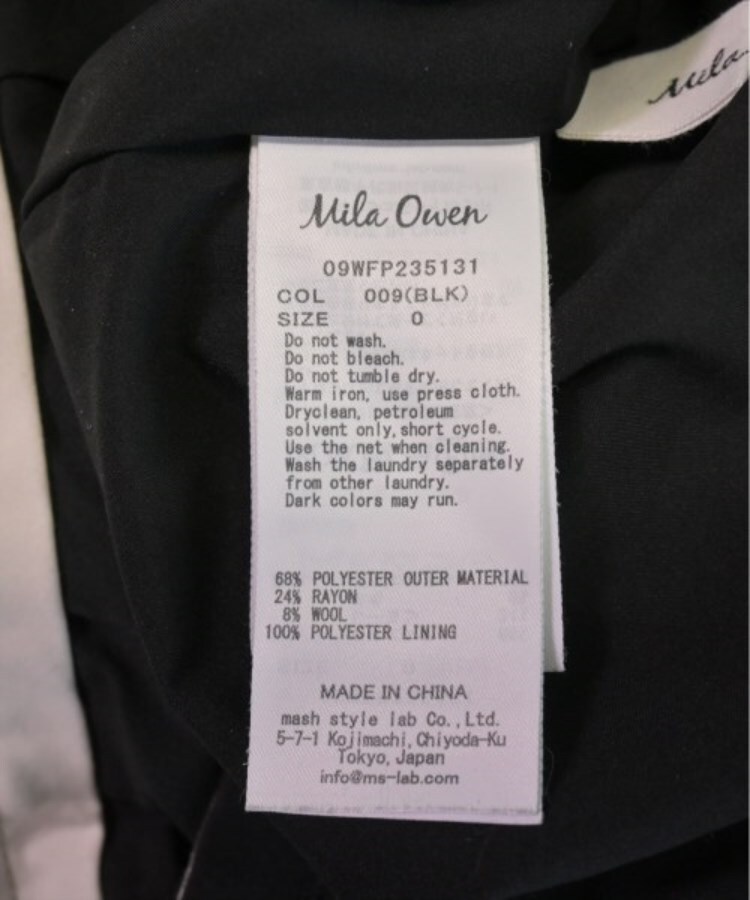 Mila
Mila Owen
09WFP235131
COL 009(BLK)
SIZE 0
Do not wash.
Do not bleach.
Do not tumble dry.
Warm iron, use press cloth.
Dryclean, petroleum
solvent only,short cycle.
Use the net when cleaning.
Wash the laundry separately
from other laundry.
Dark colors may run.
68% POLYESTER OUTER MATERIAL
24% RAYON
8% WOOL
100% POLYESTER LINING
MADE IN CHINA
mash style lab Co.,Ltd.
5-7-1 Kojimachi,Chiyoda-Ku
Tokyo, Japan
info@ms-lab.com